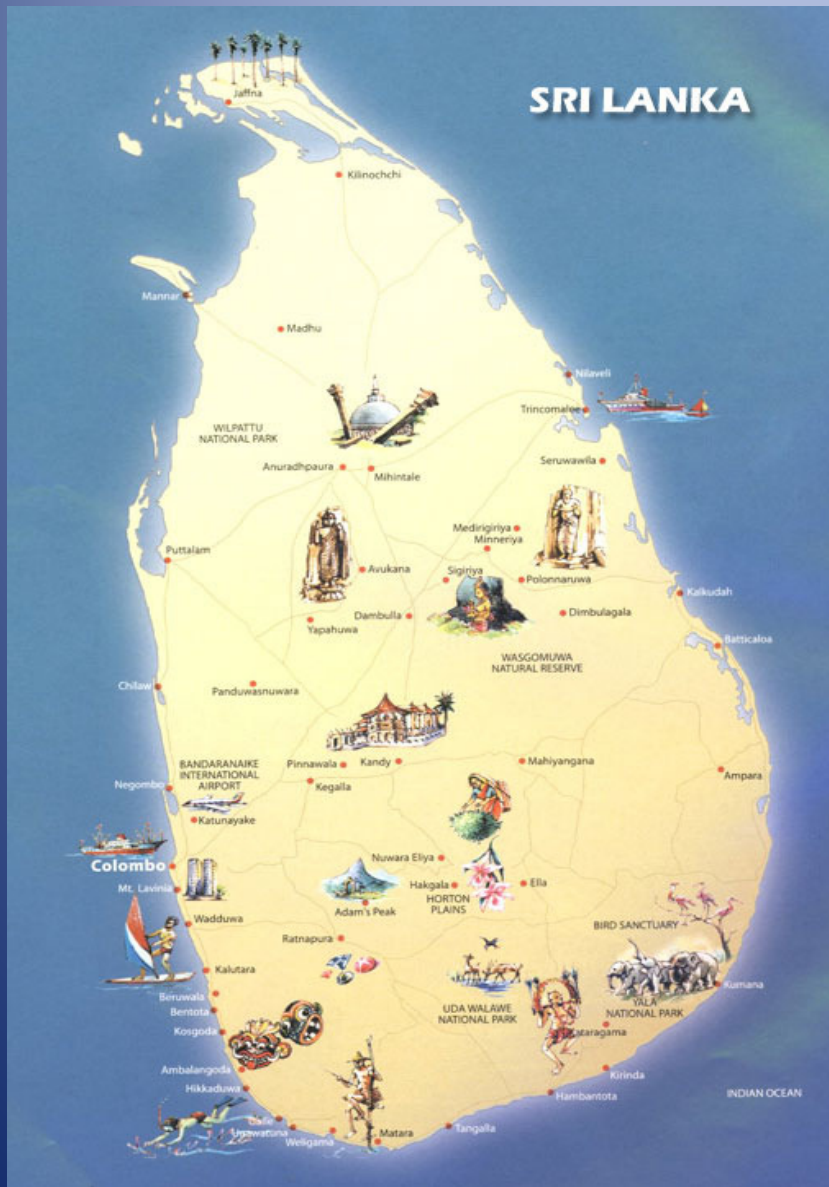 SRI LANKA
Jaffna
Kilinochchi
Mannar
Madhu
Nilaveli
Trincomalee
WILPATTU
NATIONAL PARK
Seruwawila
Anuradhpaura
Mihintale
Medirigiriya
Minneriya
Puttalam
Avukana
Sigiriya
Polonnaruwa
Kalkudah
Dambulla
Dimbulagala
Yapahuwa
Batticaloa
WASGOMUWA
NATURAL RESERVE
Chilaw
Panduwasnuwara
BANDARANAIKE
INTERNATIONAL
AIRPORT
Pinnawala
Kandy
Mahiyangana
Ampara
Negombo
Kegalla
Katunayake
Colombo
Nuwara Eliya
Mt. Lavinia
Hakgala
Ella
HORTON
PLAINS
Adam's Peak
Wadduwa
BIRD SANCTUARY
Ratnapura
Kalutara
Kumana
Beruwala
Bentota
UDA WALAWE
NATIONAL PARK
YALA
NATIONAL PARK
Kosgoda
Kataragama
Ambalangoda
Kirinda
Hikkaduwa
Hambantota
INDIAN OCEAN
Galle
Unawatuna
Weligama
Matara
Tangalla